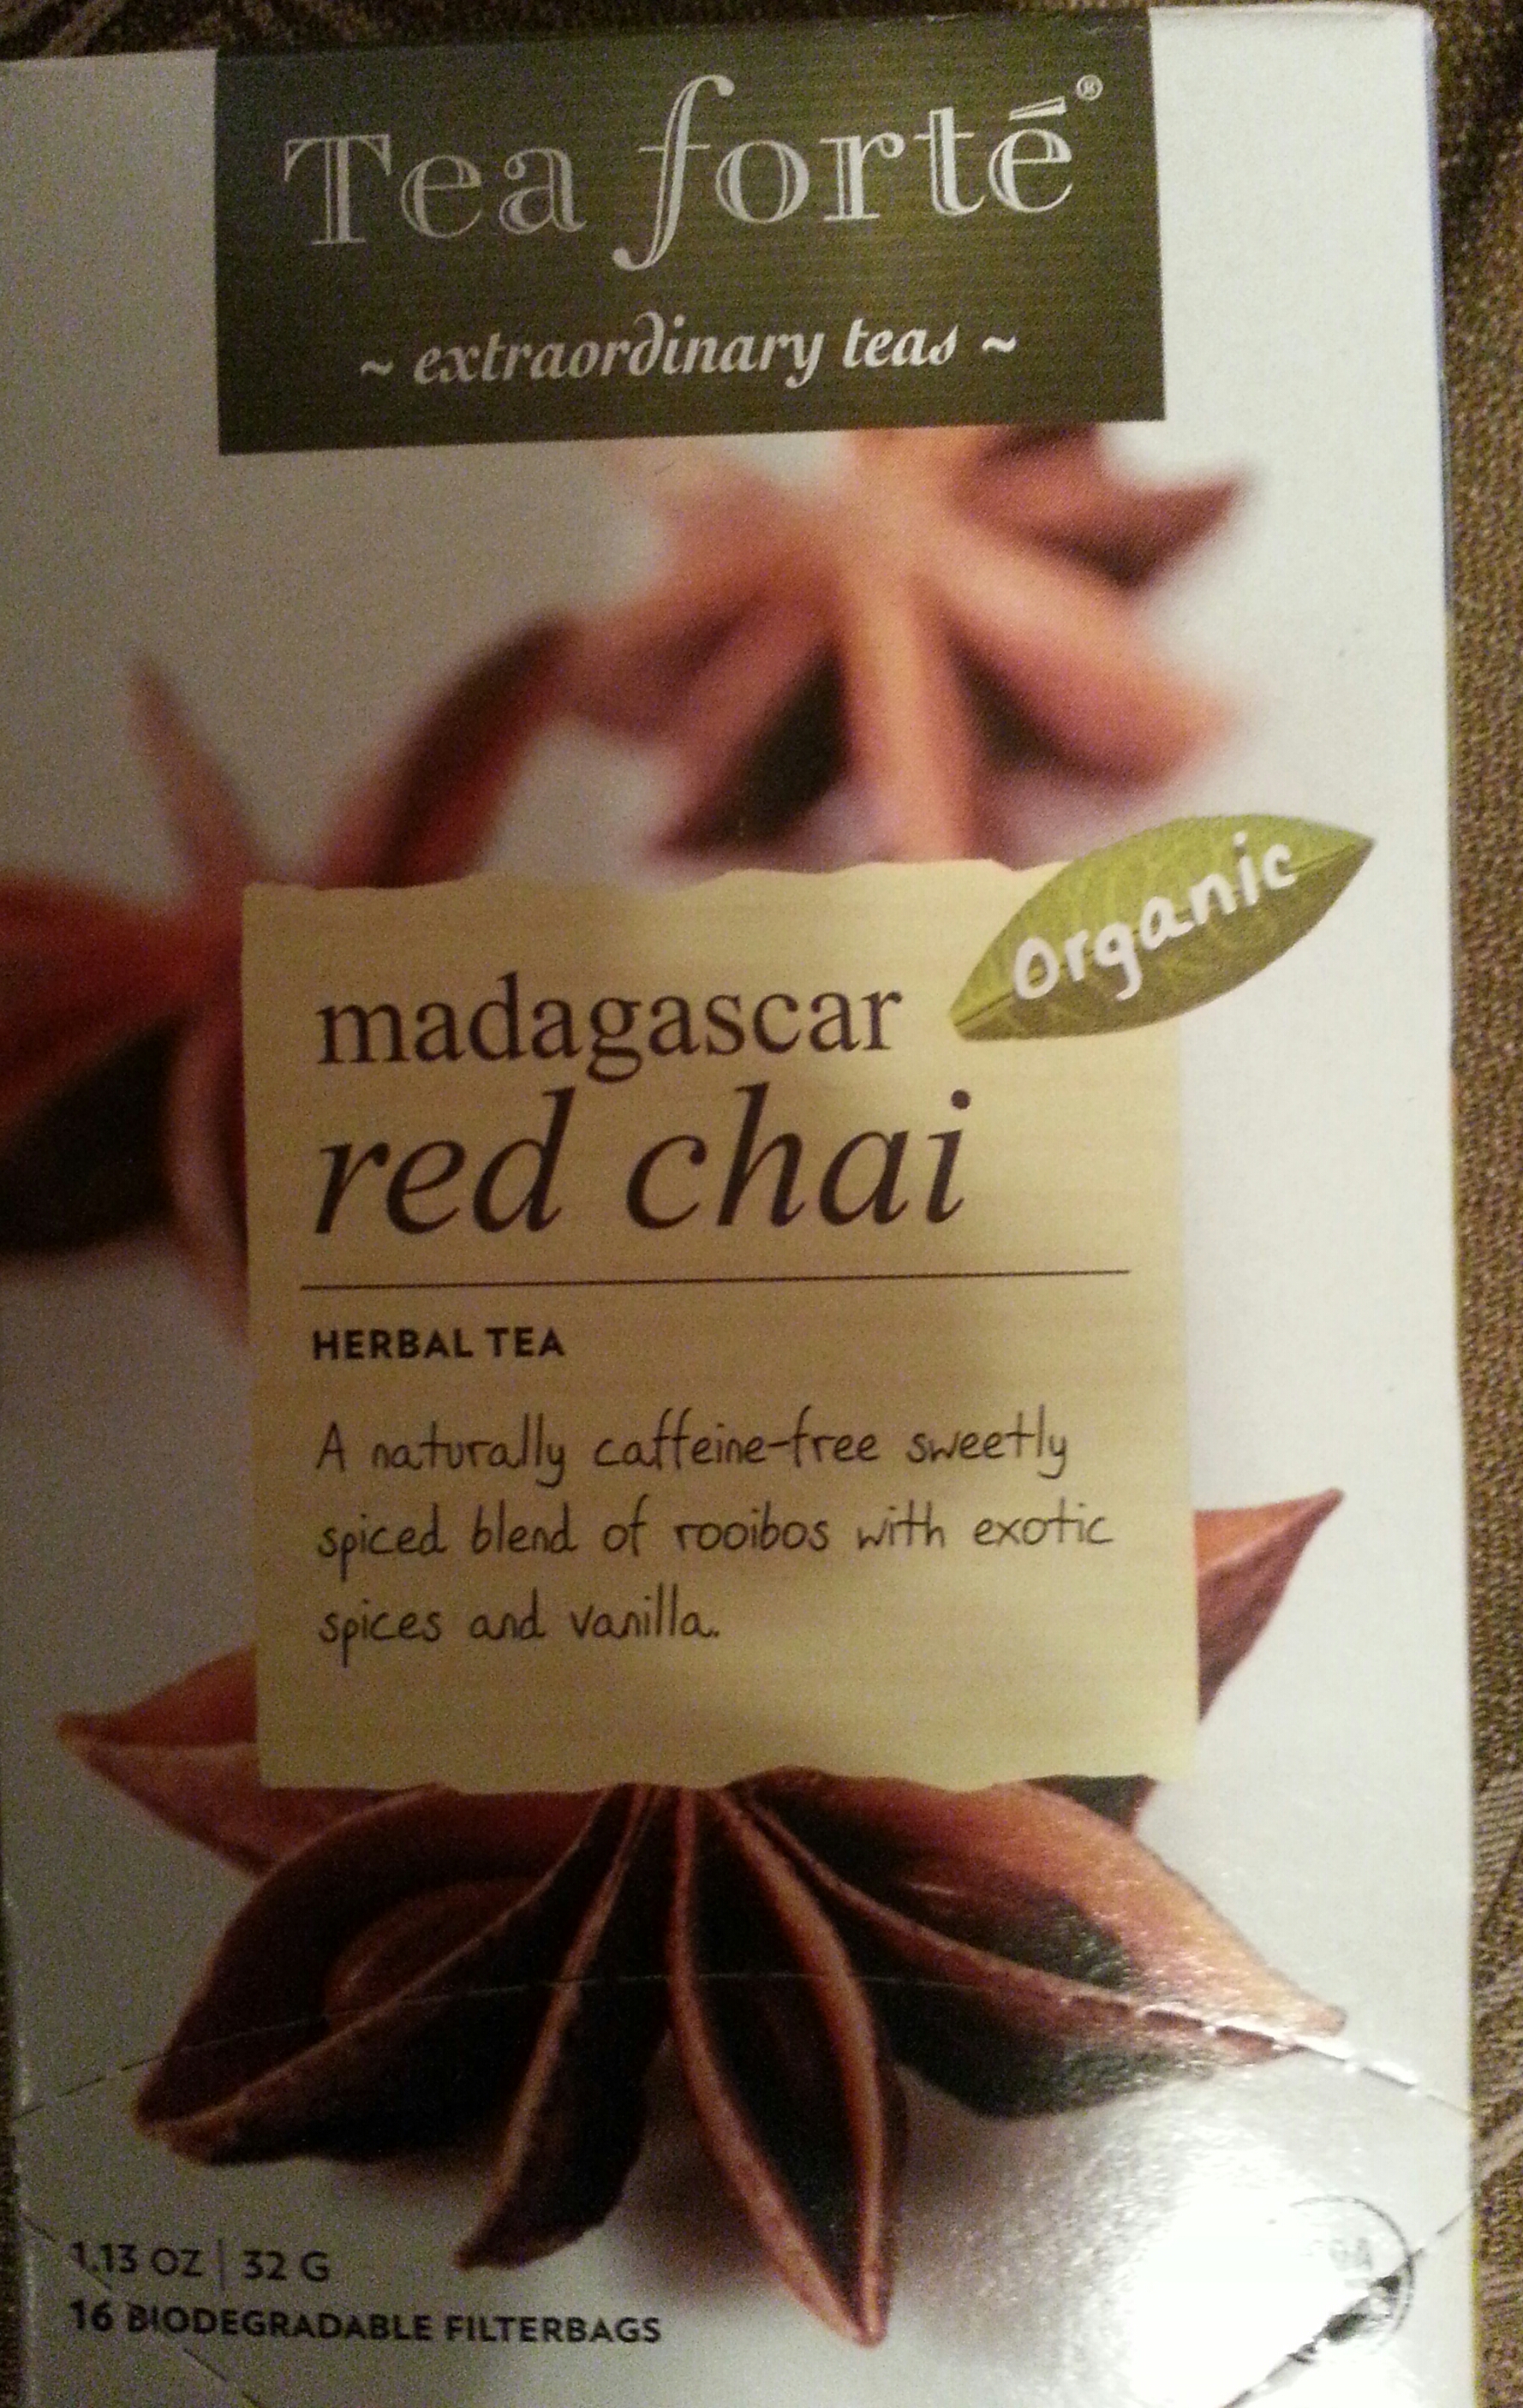 Tea forté®
~ extraordinary teas ~
Organic
madagascar
red chai
HERBAL TEA
A naturally caffeine-free sweetly
spiced blend of rooibos with exotic
spices and vanilla.
1.13 OZ | 32 G
16 BIODEGRADABLE FILTERBAGS